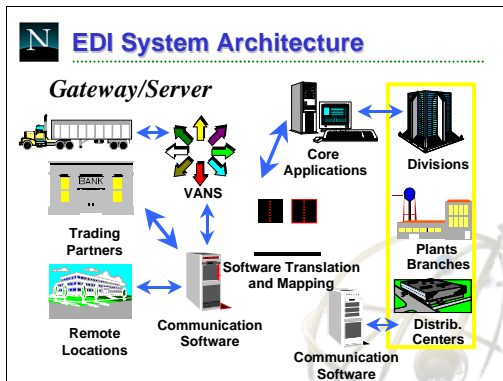 N
EDI System Architecture
Gateway/Server
BANK
VANS
Core
Applications
Divisions
Trading
Partners
Software Translation
and Mapping
Plants
Branches
Remote
Locations
Communication
Software
Communication
Software
Distrib.
Centers